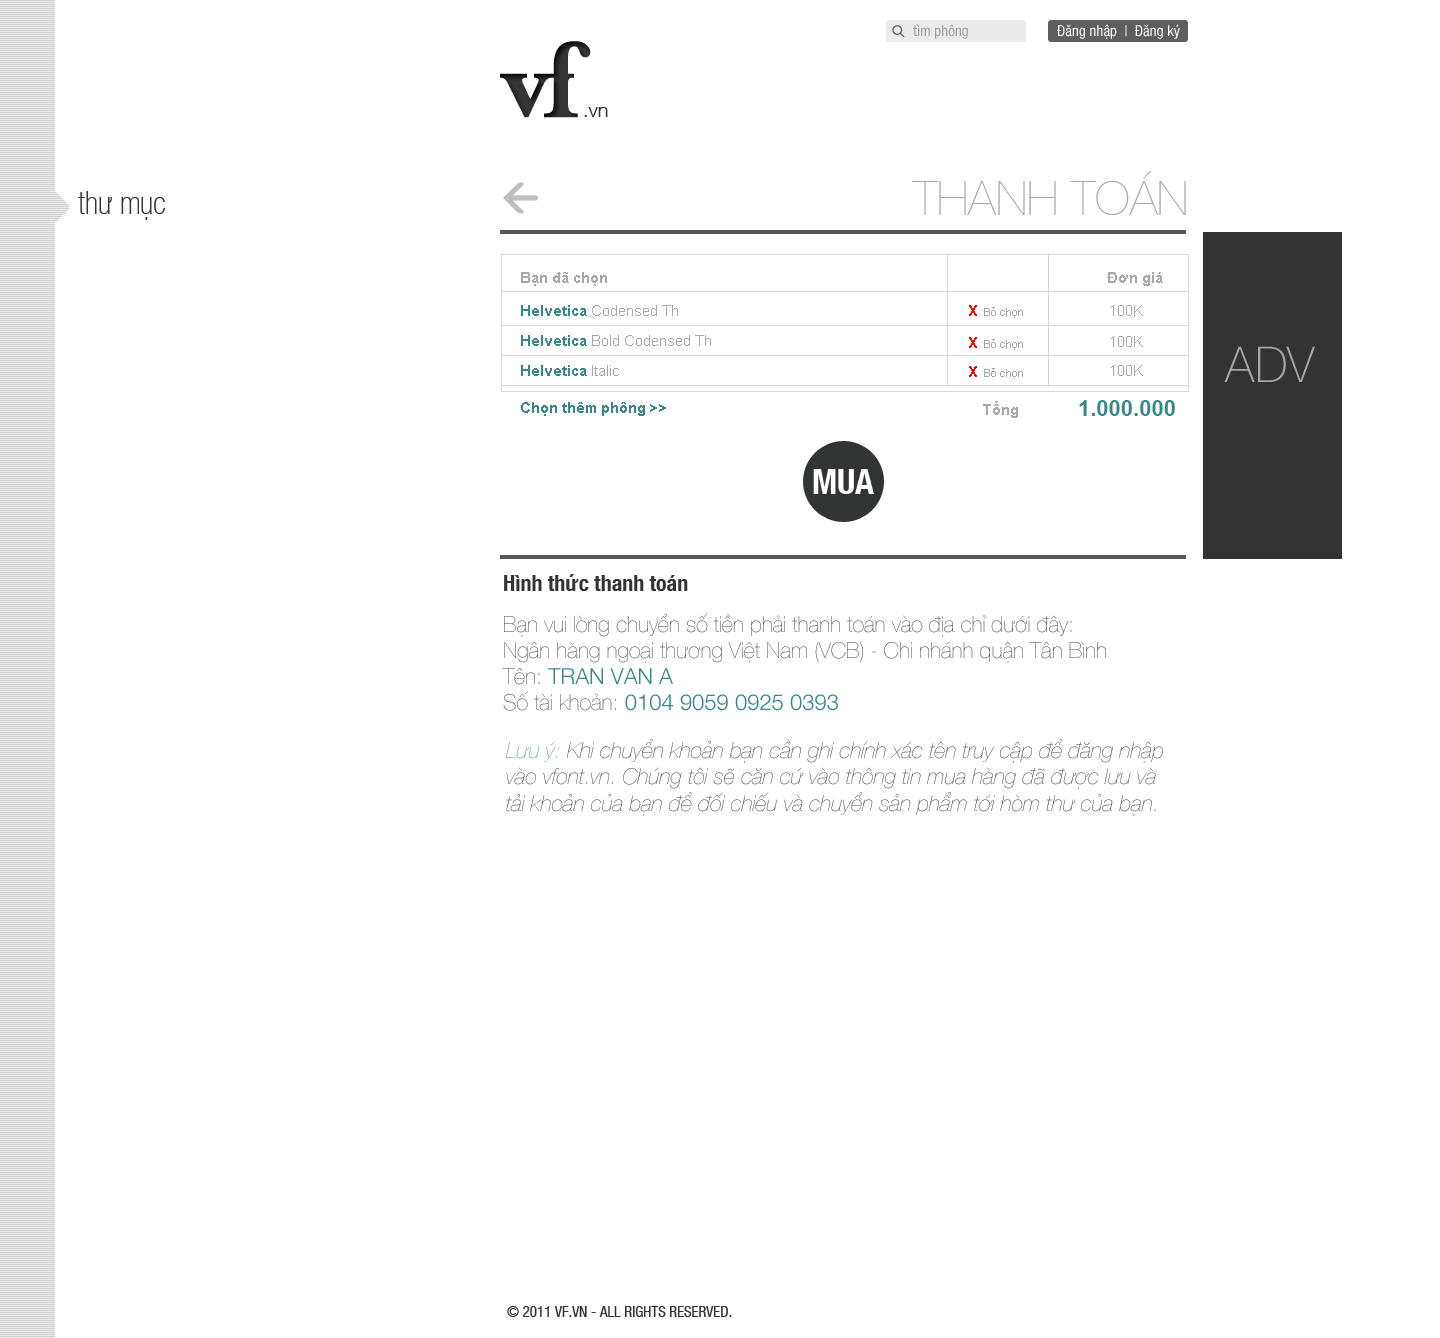 tìm phông
Đăng nhập | Đăng ký
vf.vn
thư mục
THANH TOÁN
Bạn đã chọn Đơn giá
Helvetica Codensed Th X Bỏ chọn 100K
Helvetica Bold Codensed Th X Bỏ chọn 100K
Helvetica Italic X Bỏ chọn 100K
Chọn thêm phông >> Tổng 1.000.000
ADV
MUA
Hình thức thanh toán
Bạn vui lòng chuyển số tiền phải thanh toán vào địa chỉ dưới đây:
Ngân hàng ngoại thương Việt Nam (VCB) - Chi nhánh quận Tân Bình
Tên: TRAN VAN A
Số tài khoản: 0104 9059 0925 0393
Lưu ý: Khi chuyển khoản bạn cần ghi chính xác tên truy cập để đăng nhập
vào vfont.vn. Chúng tôi sẽ căn cứ vào thông tin mua hàng đã được lưu và
tải khoản của bạn để đối chiếu và chuyển sản phẩm tới hòm thư của bạn.
© 2011 VF.VN - ALL RIGHTS RESERVED.